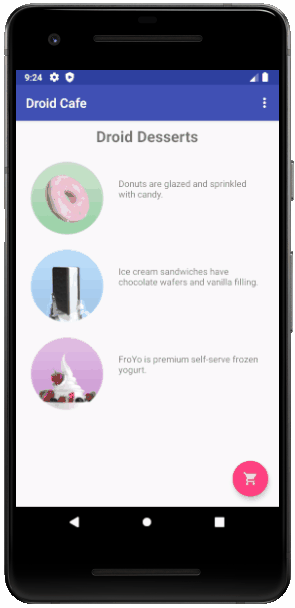 9:24
Droid Cafe
Droid Desserts
Donuts are glazed and sprinkled
with candy.
Ice cream sandwiches have
chocolate wafers and vanilla filling.
FroYo is premium self-serve frozen
yogurt.